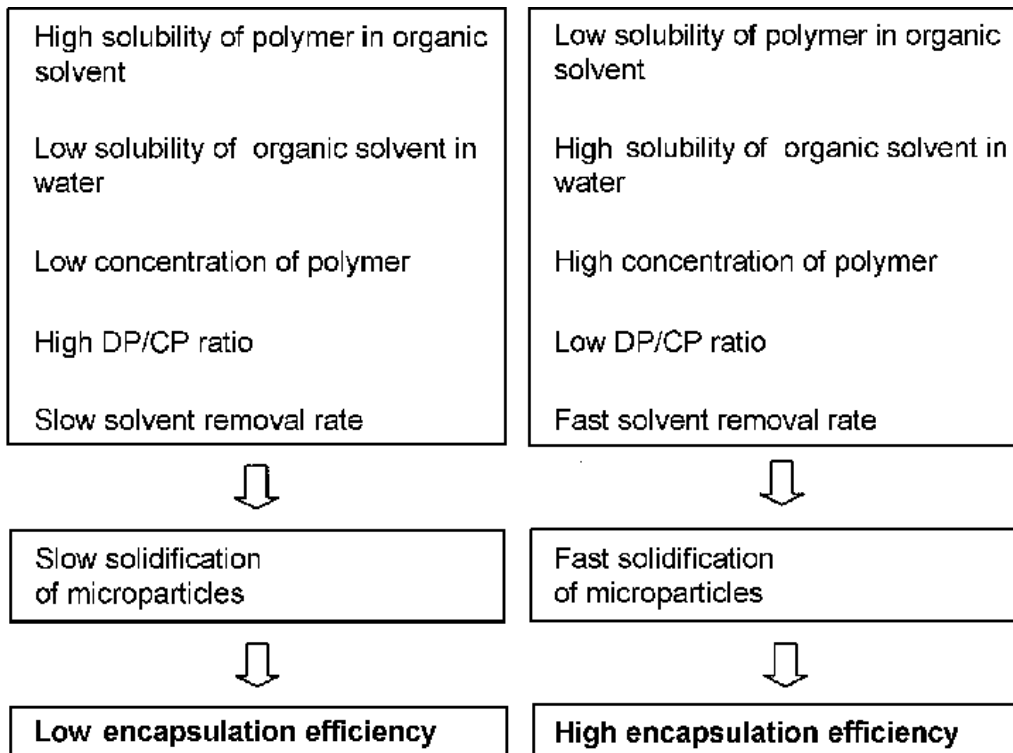 High solubility of polymer in organic
solvent
Low solubility of organic solvent in
water
Low concentration of polymer
High DP/CP ratio
Slow solvent removal rate
Slow solidification
of microparticles
Low encapsulation efficiency
Low solubility of polymer in organic
solvent
High solubility of organic solvent in
water
High concentration of polymer
Low DP/CP ratio
Fast solvent removal rate
Fast solidification
of microparticles
High encapsulation efficiency